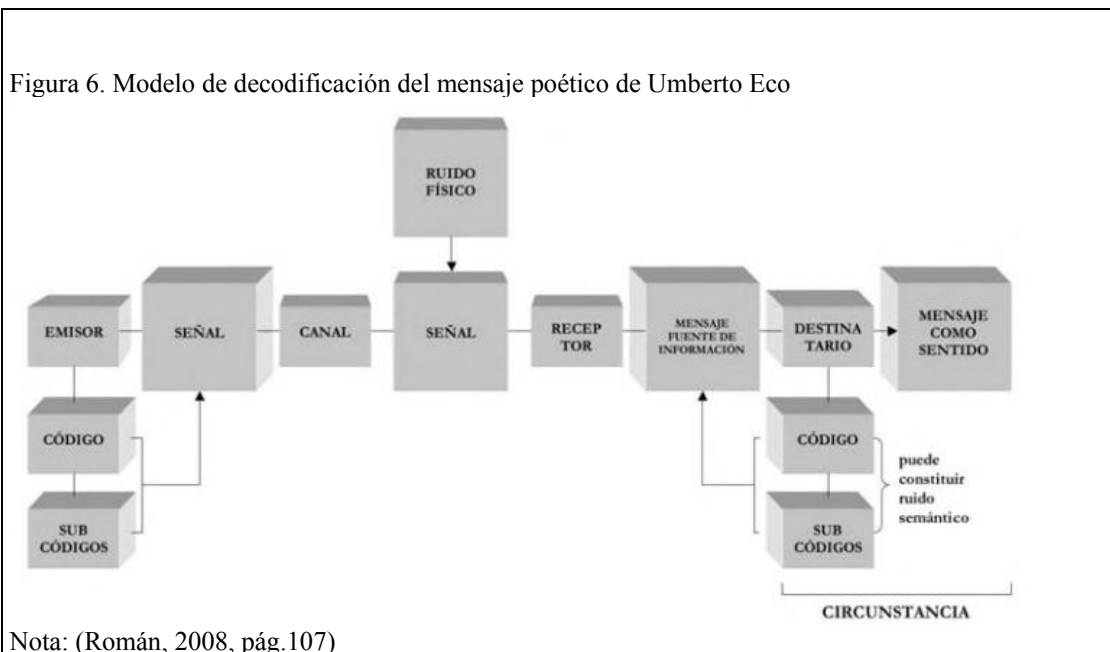 Figura 6. Modelo de decodificación del mensaje poético de Umberto Eco
RUIDO
FÍSICO
EMISOR
SEÑAL
CANAL
SEÑAL
RECEP
TOR
MENSAJE
FUENTE DE
INFORMACIÓN
DESTINA
TARIO
MENSAJE
COMO
SENTIDO
CÓDIGO
SUB
CÓDIGOS
CÓDIGO
SUB
CÓDIGOS
puede
constituir
ruido
semántico
CIRCUNSTANCIA
Nota: (Román, 2008, pág.107)